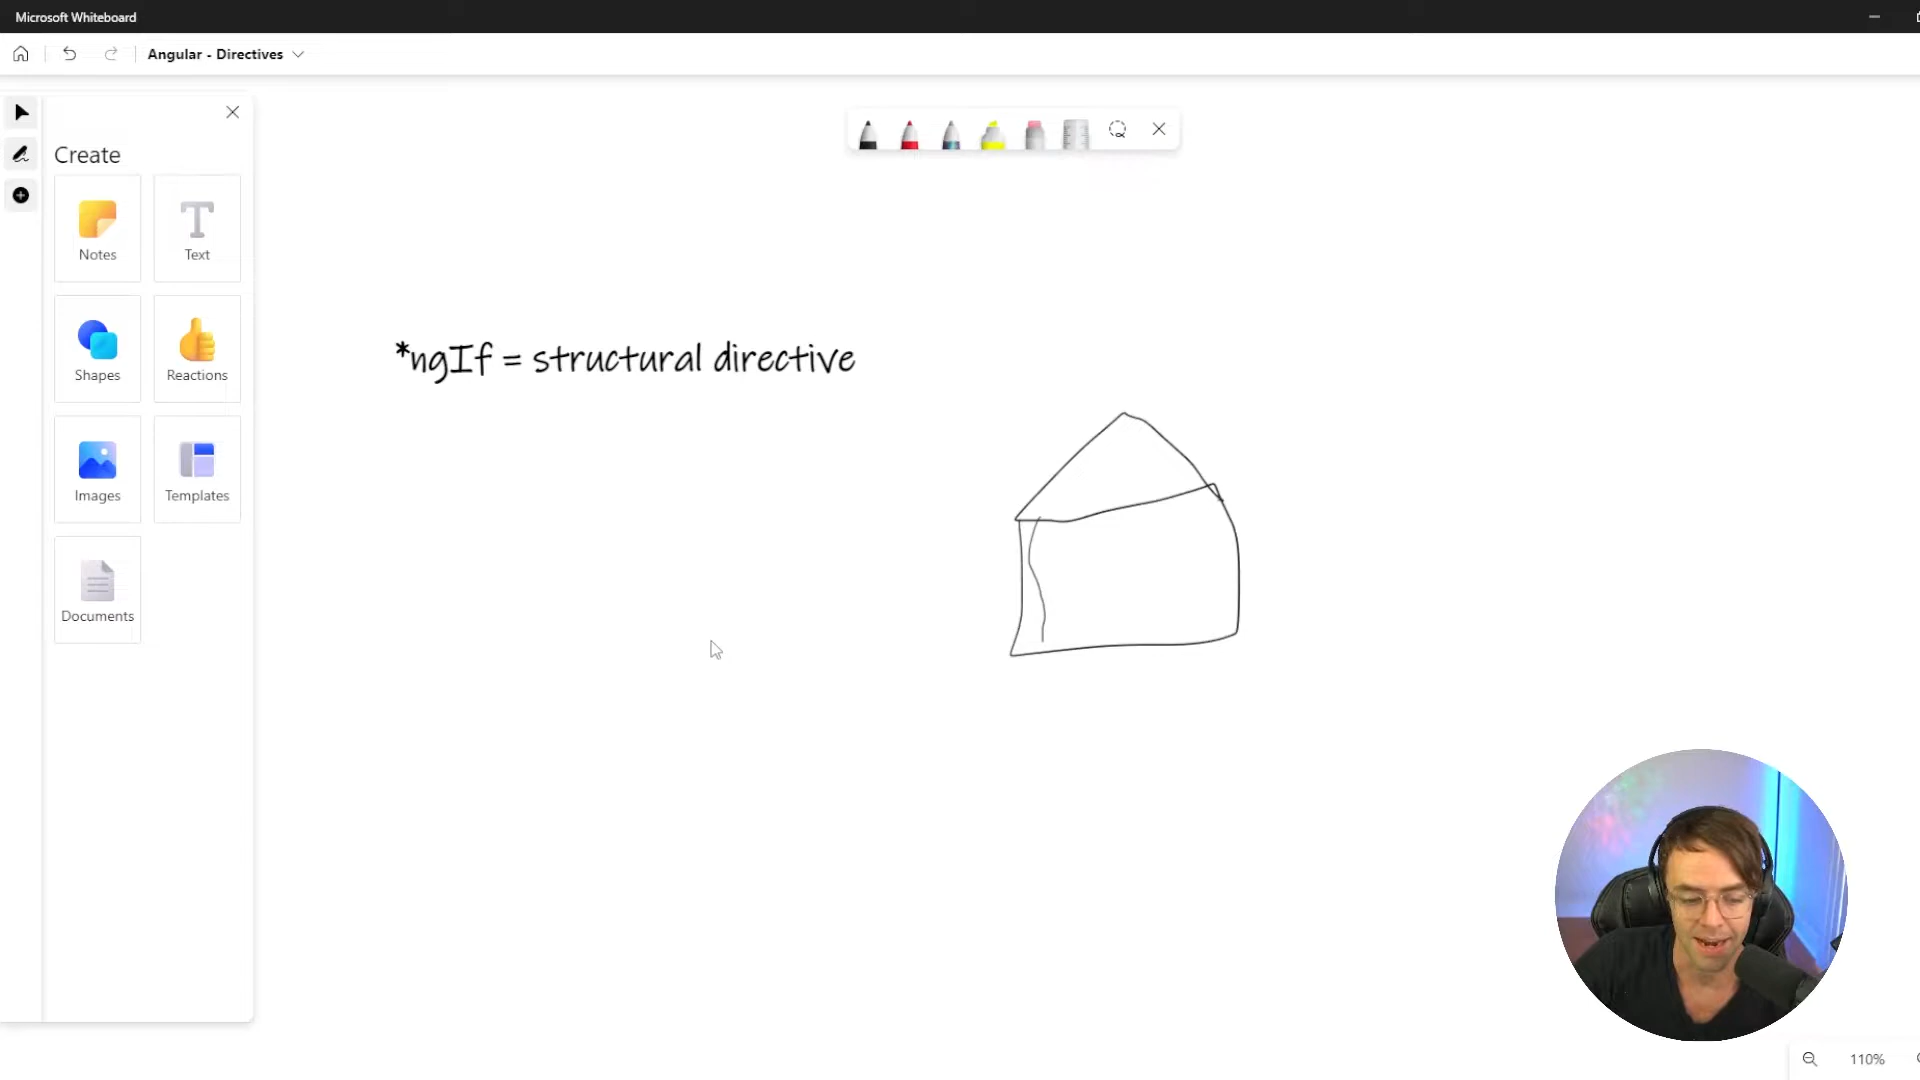 Microsoft Whiteboard
Angular - Directives
Create
Notes
Text
Shapes
Reactions
Images
Templates
Documents
*ngIf = structural directive
110%